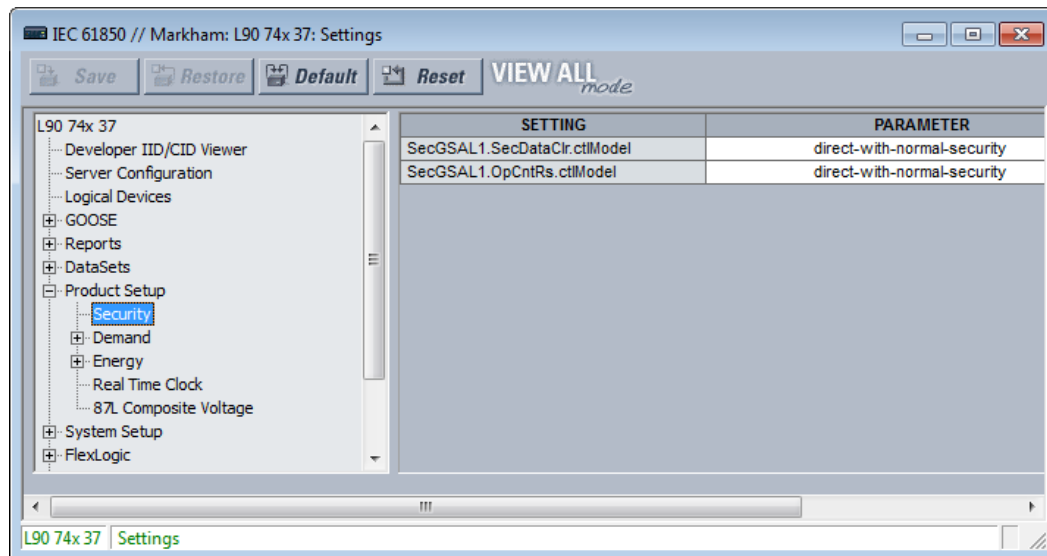 IEC 61850 // Markham: L90 74x 37: Settings
Save Restore Default Reset VIEW ALL mode
L90 74x 37
Developer IID/CID Viewer
Server Configuration
Logical Devices
GOOSE
Reports
DataSets
Product Setup
Security
Demand
Energy
Real Time Clock
87L Composite Voltage
System Setup
FlexLogic
SETTING PARAMETER
SecGSAL1.SecDataClr.ctlModel direct-with-normal-security
SecGSAL1.OpCntRs.ctlModel direct-with-normal-security
L90 74x 37 Settings